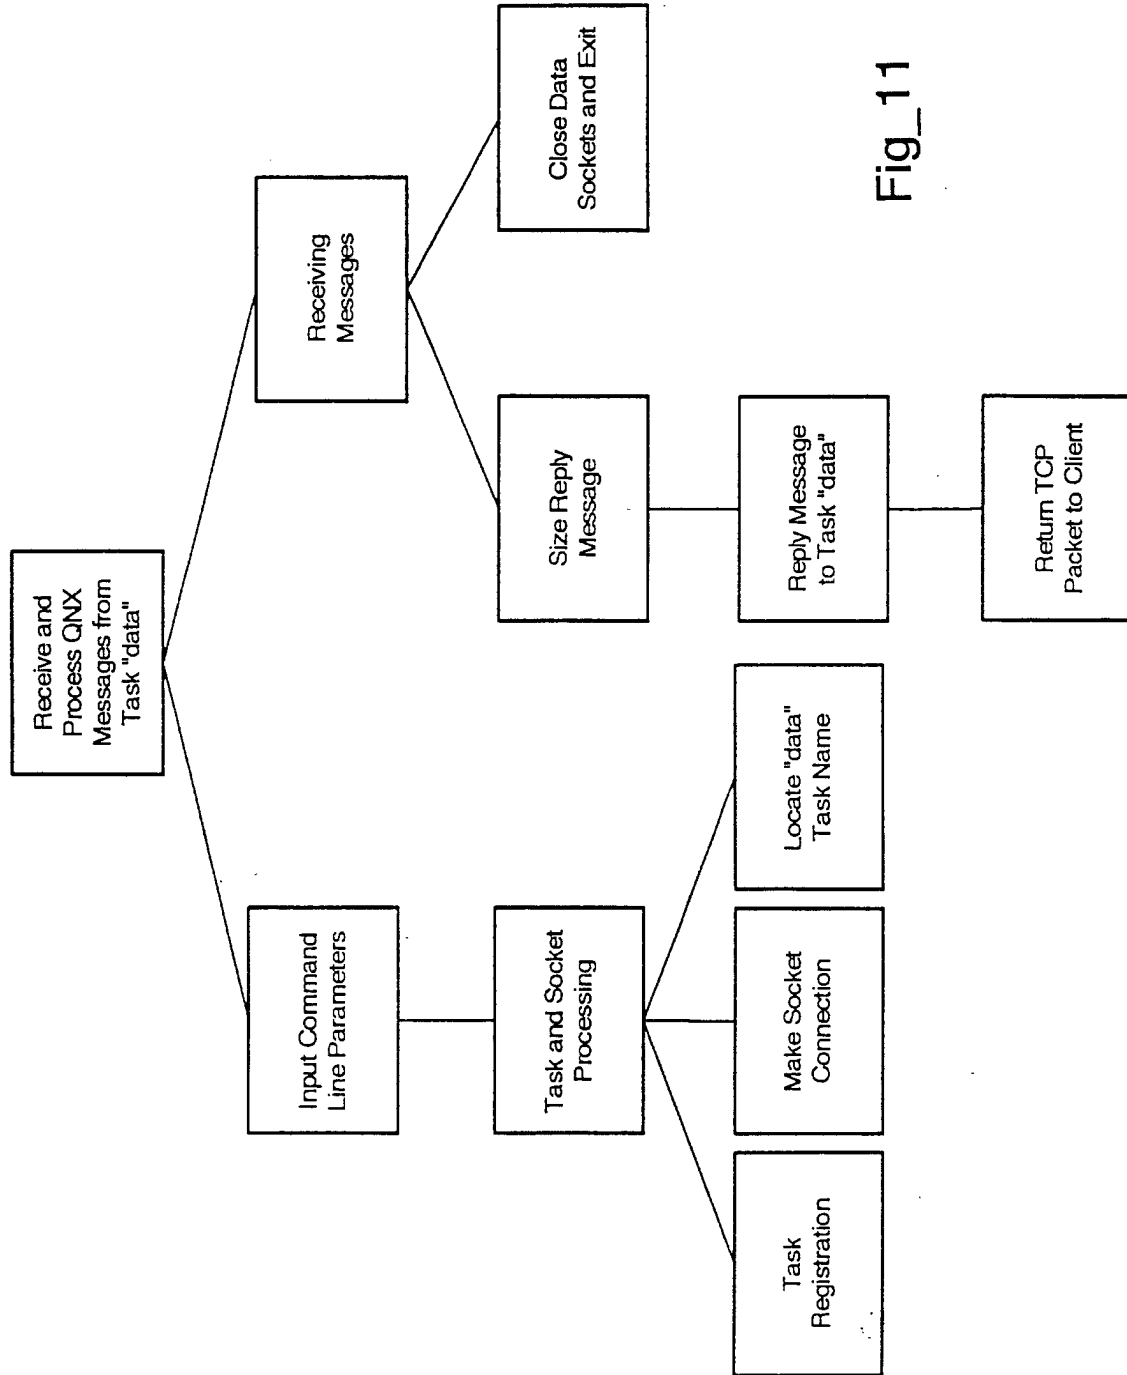 Receive and
Process QNX
Messages from
Task "data"
Input Command
Line Parameters
Receiving
Messages
Task and Socket
Processing
Size Reply
Message
Close Data
Sockets and Exit
Task
Registration
Make Socket
Connection
Locate "data"
Task Name
Reply Message
to Task "data"
Return TCP
Packet to Client
Fig_11